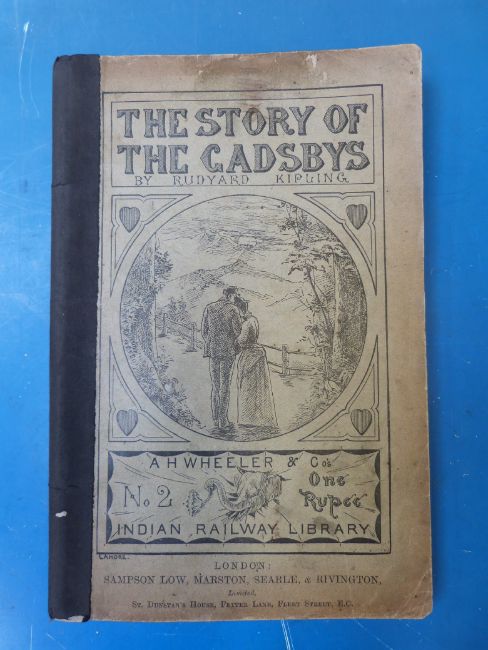 THE STORY OF
THE GADSBYS
BY RUDYARD KIPLING
A H WHEELER & Co's
No 2
One
Rupee
INDIAN RAILWAY LIBRARY
LAHORE.
LONDON:
SAMPSON LOW, MARSTON, SEARLE, & RIVINGTON,
Limited,
ST. DUNSTAN'S HOUSE, FETTER LANE, FLEET STREET, E.C.